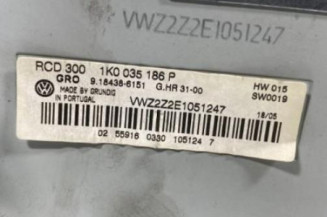 VWZ2Z2E1051247
RCD 300 1K0 035 186 P
GRO 9.18438-6151 G.HR 31-00 HW 015
MADE BY GRUNDIG SW0019
IN PORTUGAL VWZ2Z2E1051247 18/05
02 55916 0330 105124 7